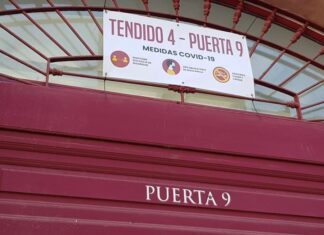 TENDIDO 4 - PUERTA 9
MEDIDAS COVID-19
PUERTA 9